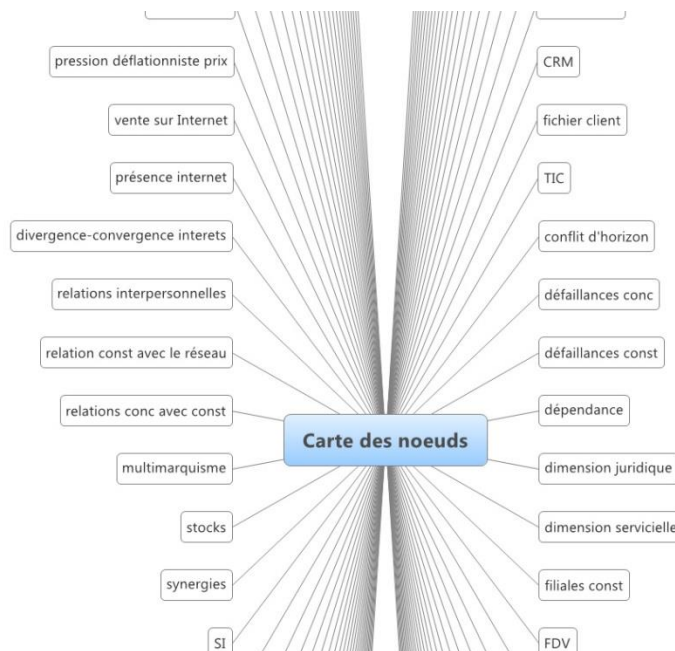 pression déflationniste prix
vente sur Internet
présence internet
divergence-convergence interets
relations interpersonnelles
relation const avec le réseau
relations conc avec const
multimarquisme
stocks
synergies
SI
Carte des noeuds
CRM
fichier client
TIC
conflit d'horizon
défaillances conc
défaillances const
dépendance
dimension juridique
dimension servicielle
filiales const
FDV